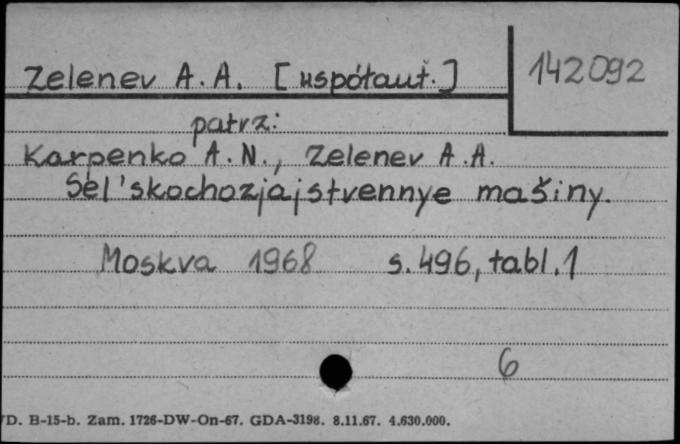 Zelenev A.A. [współaut.]
142092
patrz:
Karpenko A.N., Zelenev A.A.
Sel'skochozjajstvennye mašiny.
Moskva 1968 s. 496, tabl. 1
6
D. B-15-b. Zam. 1726-DW-On-67. GDA-3198. 8.11.67. 4.630.000.